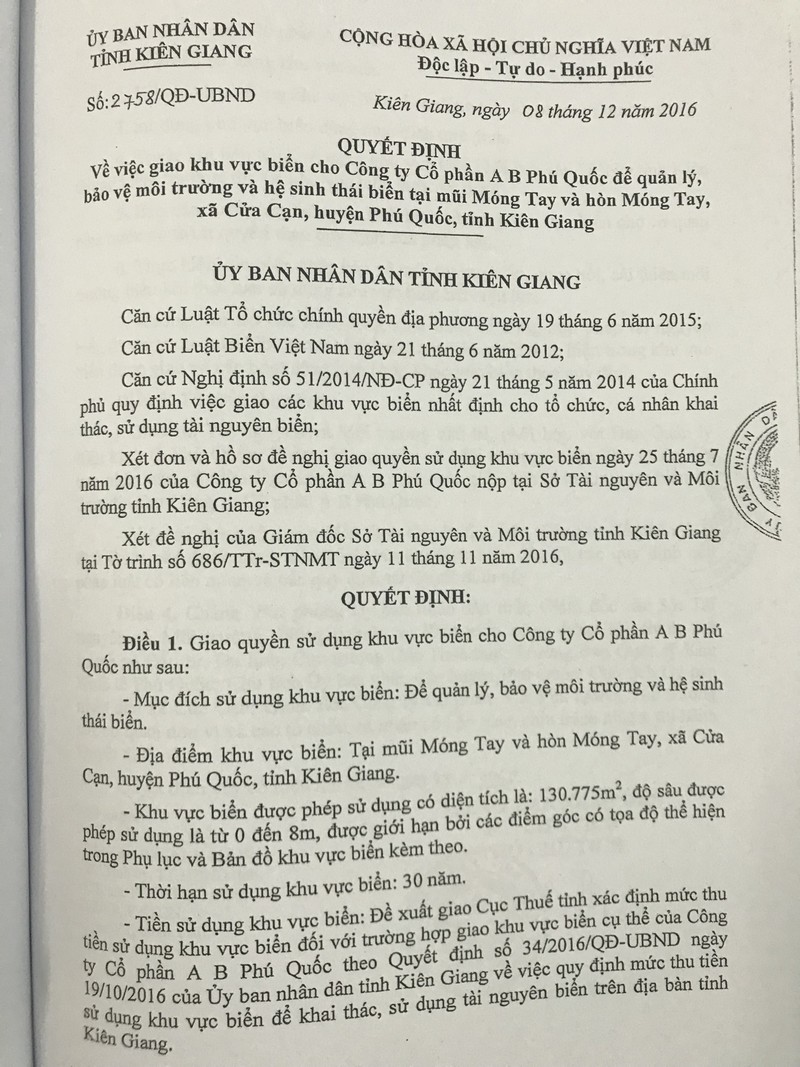 ỦY BAN NHÂN DÂN
TỈNH KIÊN GIANG
CỘNG HÒA XÃ HỘI CHỦ NGHĨA VIỆT NAM
Độc lập - Tự do - Hạnh phúc
Số: 2758/QĐ-UBND
Kiên Giang, ngày 08 tháng 12 năm 2016
QUYẾT ĐỊNH
Về việc giao khu vực biển cho Công ty Cổ phần A B Phú Quốc để quản lý,
bảo vệ môi trường và hệ sinh thái biển tại mũi Móng Tay và hòn Móng Tay,
xã Cửa Cạn, huyện Phú Quốc, tỉnh Kiên Giang
ỦY BAN NHÂN DÂN TỈNH KIÊN GIANG
Căn cứ Luật Tổ chức chính quyền địa phương ngày 19 tháng 6 năm 2015;
Căn cứ Luật Biển Việt Nam ngày 21 tháng 6 năm 2012;
Căn cứ Nghị định số 51/2014/NĐ-CP ngày 21 tháng 5 năm 2014 của Chính
phủ quy định việc giao các khu vực biển nhất định cho tổ chức, cá nhân khai
thác, sử dụng tài nguyên biển;
Xét đơn và hồ sơ đề nghị giao quyền sử dụng khu vực biển ngày 25 tháng 7
năm 2016 của Công ty Cổ phần A B Phú Quốc nộp tại Sở Tài nguyên và Môi
trường tỉnh Kiên Giang;
Xét đề nghị của Giám đốc Sở Tài nguyên và Môi trường tỉnh Kiên Giang
tại Tờ trình số 686/TTr-STNMT ngày 11 tháng 11 năm 2016,
QUYẾT ĐỊNH:
Điều 1. Giao quyền sử dụng khu vực biển cho Công ty Cổ phần A B Phú
Quốc như sau:
- Mục đích sử dụng khu vực biển: Để quản lý, bảo vệ môi trường và hệ sinh
thái biển.
- Địa điểm khu vực biển: Tại mũi Móng Tay và hòn Móng Tay, xã Cửa
Cạn, huyện Phú Quốc, tỉnh Kiên Giang.
- Khu vực biển được phép sử dụng có diện tích là: 130.775m², độ sâu được
phép sử dụng là từ 0 đến 8m, được giới hạn bởi các điểm góc có tọa độ thể hiện
trong Phụ lục và Bản đồ khu vực biển kèm theo.
- Thời hạn sử dụng khu vực biển: 30 năm.
- Tiền sử dụng khu vực biển: Đề xuất giao Cục Thuế tỉnh xác định mức thu
tiền sử dụng khu vực biển đối với trường hợp giao khu vực biển cụ thể của Công
ty Cổ phần A B Phú Quốc theo Quyết định số 34/2016/QĐ-UBND ngày
19/10/2016 của Ủy ban nhân dân tỉnh Kiên Giang về việc quy định mức thu tiền
sử dụng khu vực biển để khai thác, sử dụng tài nguyên biển trên địa bàn tỉnh
Kiên Giang.
BAN NHÂN D